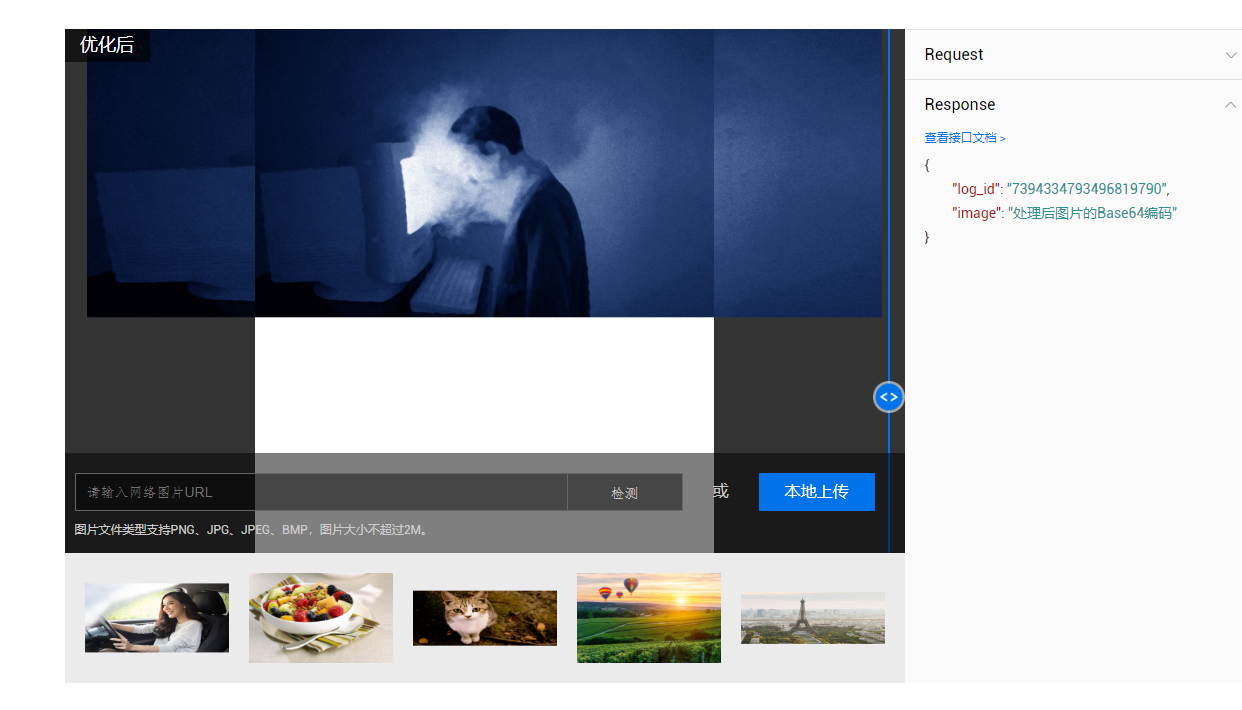 优化后
请输入网络图片URL
检测
或
本地上传
图片文件类型支持PNG、JPG、JPEG、BMP，图片大小不超过2M。
Request
Response
查看接口文档 >
{
"log_id": "7394334793496819790",
"image": "处理后图片的Base64编码"
}